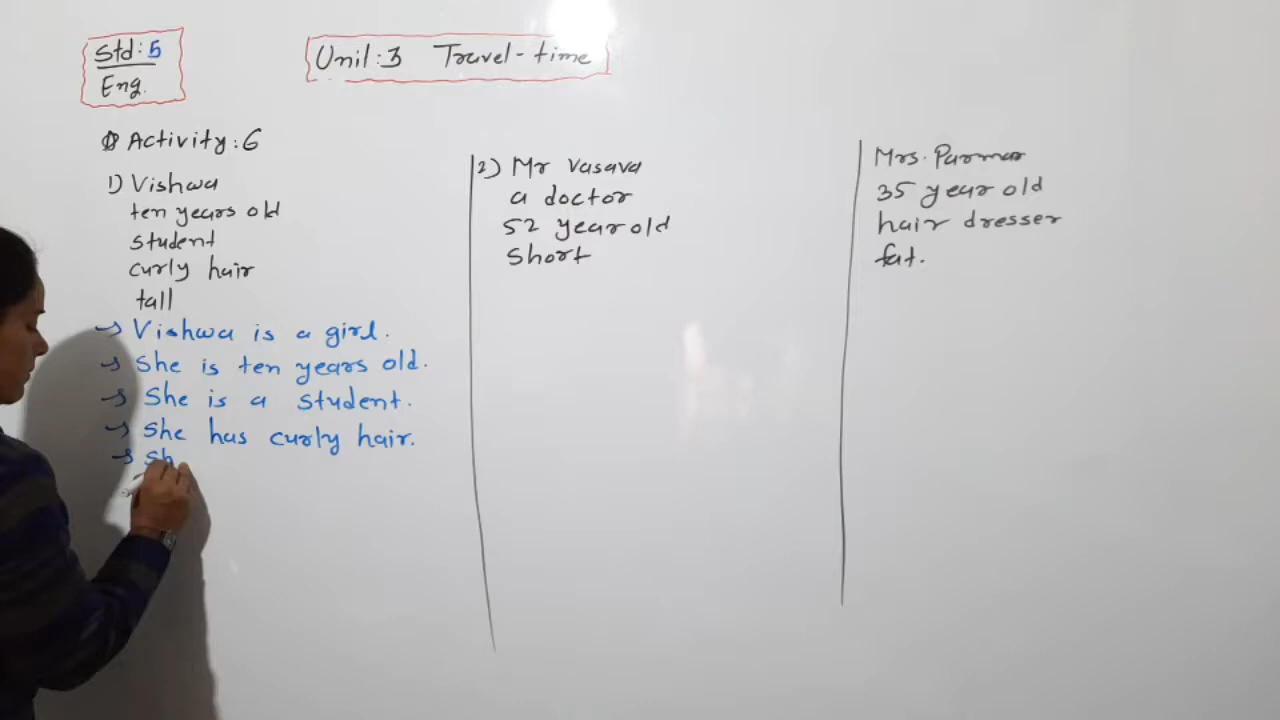 Std: 5
Eng.
Unit: 3 Travel-time
Activity: 6
1) Vishwa
ten years old
student
curly hair
tall
→ Vishwa is a girl.
→ She is ten years old.
→ She is a student.
→ She has curly hair.
→ Sh
2) Mr Vasava
a doctor
52 year old
Short
Mrs. Parmar
35 year old
hair dresser
fat.